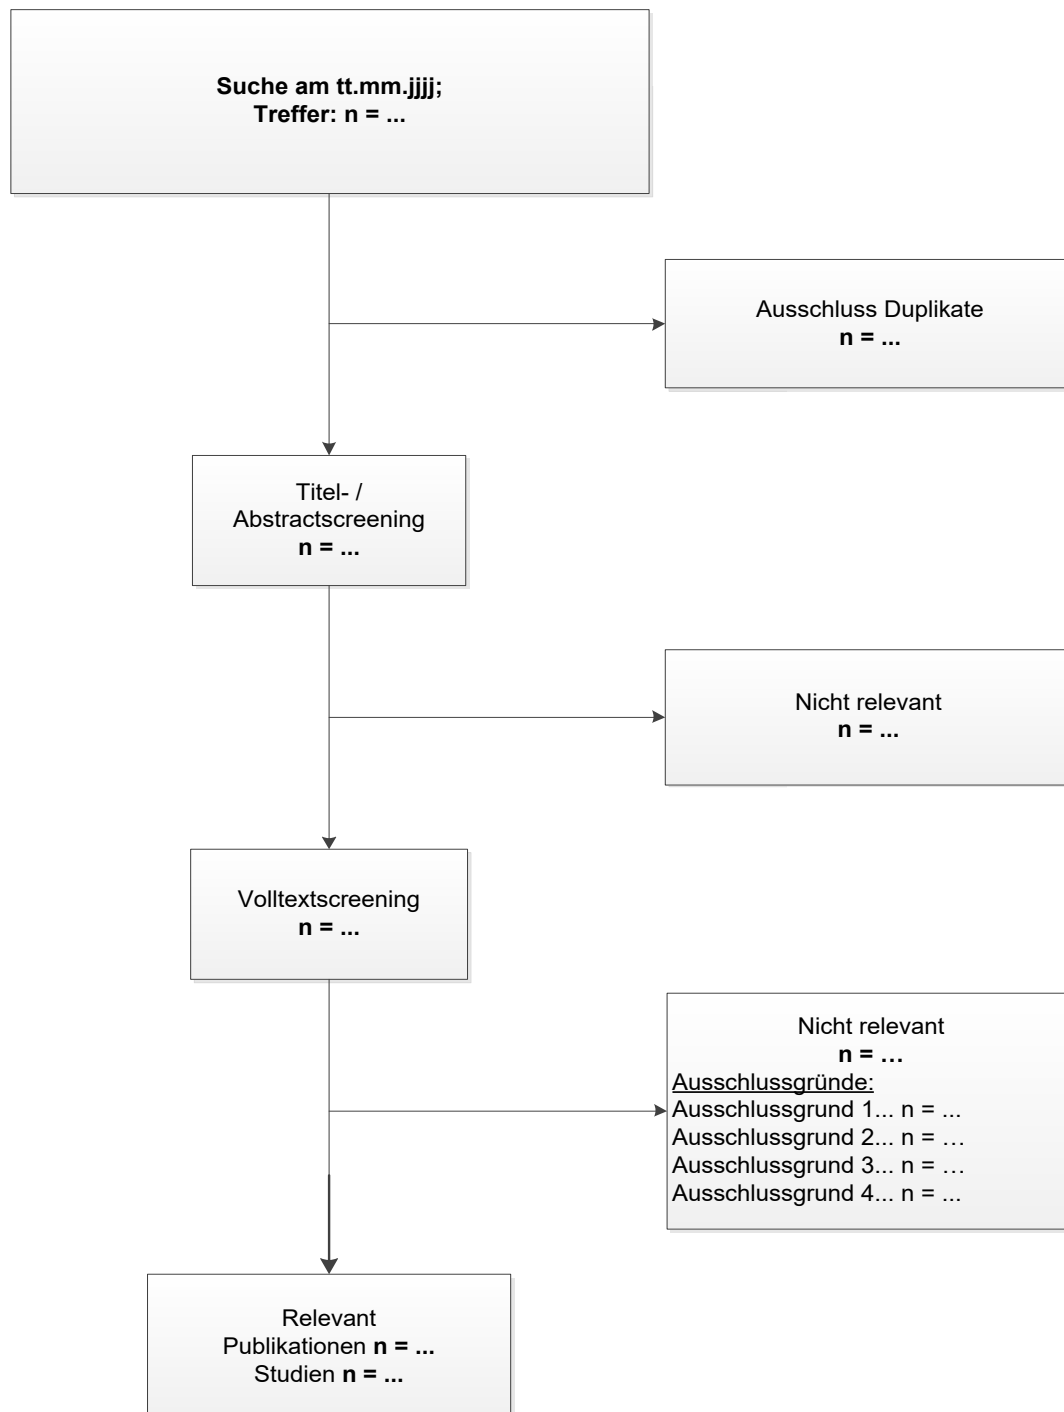 Suche am tt.mm.jjjj;
Treffer: n = ...
Ausschluss Duplikate
n = ...
Titel- /
Abstractscreening
n = ...
Nicht relevant
n = ...
Volltextscreening
n = ...
Nicht relevant
n = …
Ausschlussgründe:
Ausschlussgrund 1... n = ...
Ausschlussgrund 2... n = …
Ausschlussgrund 3... n = …
Ausschlussgrund 4... n = ...
Relevant
Publikationen n = ...
Studien n = ...